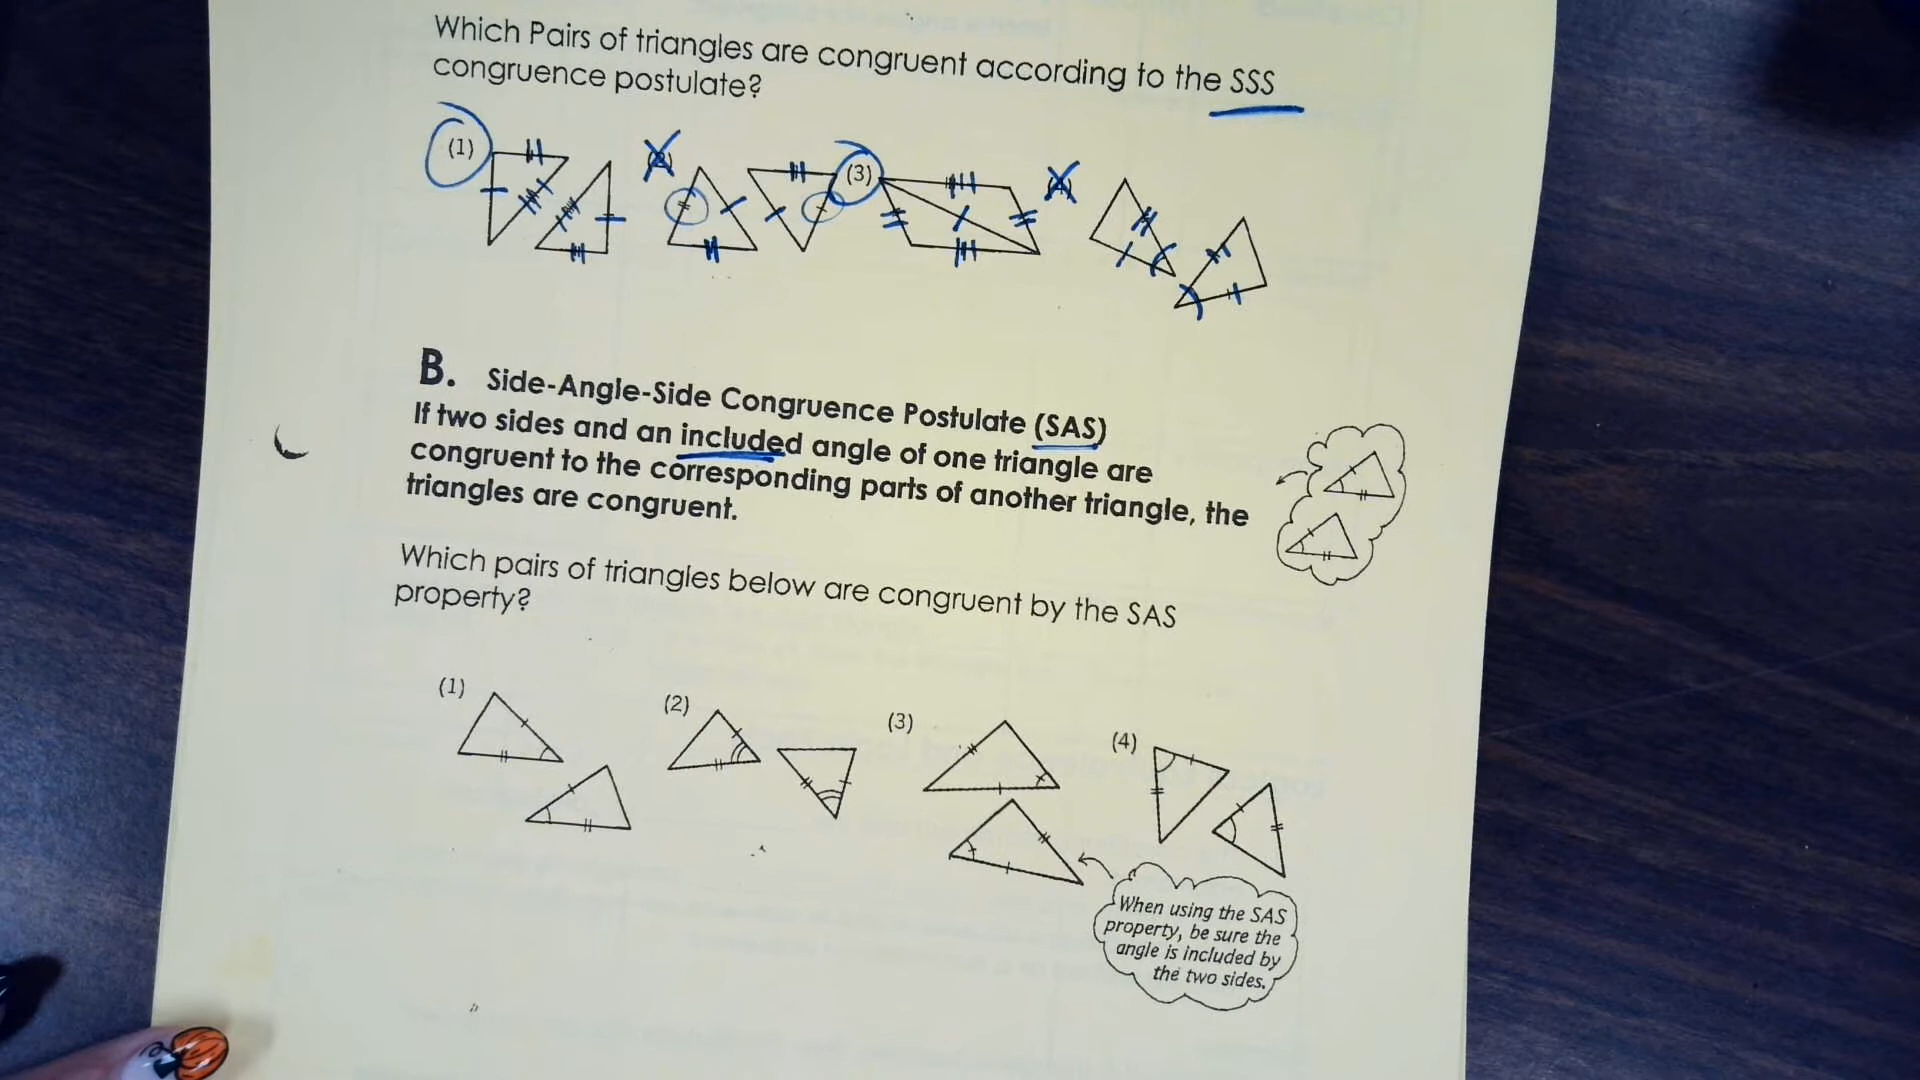 Which Pairs of triangles are congruent according to the SSS
congruence postulate?
(1) (2) (3) (4)
B. Side-Angle-Side Congruence Postulate (SAS)
If two sides and an included angle of one triangle are
congruent to the corresponding parts of another triangle, the
triangles are congruent.
Which pairs of triangles below are congruent by the SAS
property?
(1) (2) (3) (4)
When using the SAS
property, be sure the
angle is included by
the two sides.